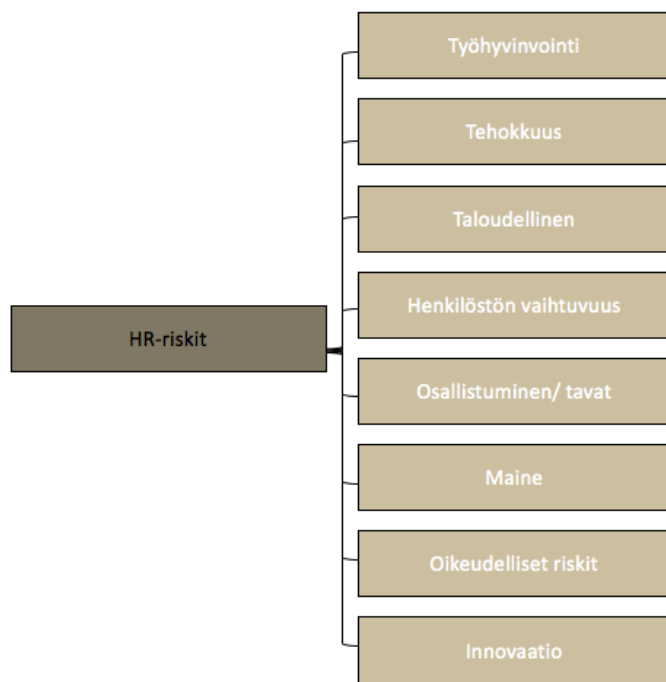 Työhyvinvointi
Tehokkuus
Taloudellinen
Henkilöstön vaihtuvuus
HR-riskit
Osallistuminen/ tavat
Maine
Oikeudelliset riskit
Innovaatio